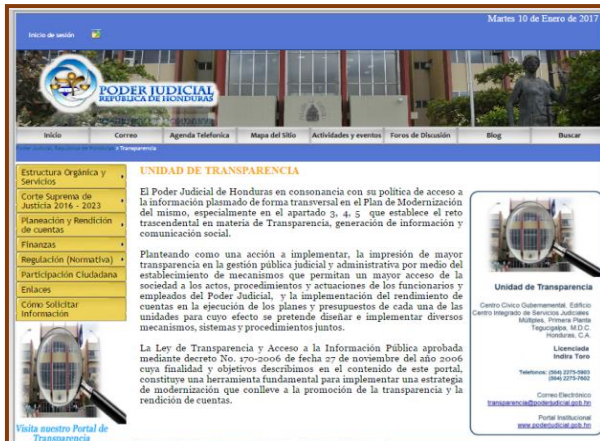 Martes 10 de Enero de 2017
Inicio de sesión
PODER JUDICIAL
REPÚBLICA DE HONDURAS
Inicio
Correo
Agenda Telefonica
Mapa del Sitio
Actividades y eventos
Foros de Discusión
Blog
Buscar
Poder Judicial, República de Honduras > Transparencia
Estructura Orgánica y
Servicios
Corte Suprema de
Justicia 2016 - 2023
Planeación y Rendición
de cuentas
Finanzas
Regulación (Normativa)
Participación Ciudadana
Enlaces
Cómo Solicitar
Información
Visita nuestro Portal de
Transparencia
UNIDAD DE TRANSPARENCIA
El Poder Judicial de Honduras en consonancia con su política de acceso a
la información plasmado de forma transversal en el Plan de Modernización
del mismo, especialmente en el apartado 3, 4, 5 que establece el reto
trascendental en materia de Transparencia, generación de información y
comunicación social.
Planteando como una acción a implementar, la impresión de mayor
transparencia en la gestión pública judicial y administrativa por medio del
establecimiento de mecanismos que permitan un mayor acceso de la
sociedad a los actos, procedimientos y actuaciones de los funcionarios y
empleados del Poder Judicial, y la implementación del rendimiento de
cuentas en la ejecución de los planes y presupuestos de cada una de las
unidades para cuyo efecto se pretende diseñar e implementar diversos
mecanismos, sistemas y procedimientos juntos.
La Ley de Transparencia y Acceso a la Información Pública aprobada
mediante decreto No. 170-2006 de fecha 27 de noviembre del año 2006
cuya finalidad y objetivos describimos en el contenido de este portal,
constituye una herramienta fundamental para implementar una estrategia
de modernización que conlleve a la promoción de la transparencia y la
rendición de cuentas.
Unidad de Transparencia
Centro Cívico Gubernamental, Edificio
Centro Integrado de Servicios Judiciales
Múltiples, Primera Planta
Tegucigalpa, M.D.C.
Honduras, C.A.
Licenciada
Indira Toro
Teléfonos: (504) 2275-5903
(504) 2275-7602
Correo Electrónico
transparencia@poderjudicial.gob.hn
Portal Institucional
www.poderjudicial.gob.hn